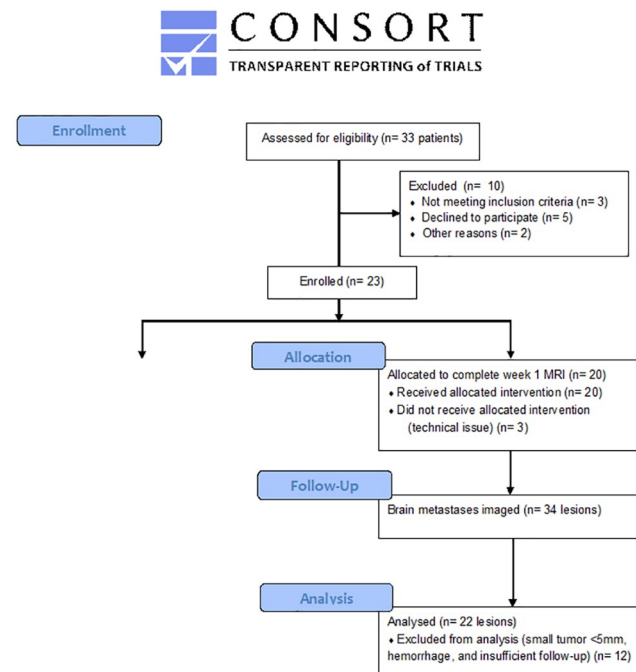 CONSORT
TRANSPARENT REPORTING of TRIALS
Enrollment
Assessed for eligibility (n= 33 patients)
Excluded (n= 10)
♦ Not meeting inclusion criteria (n= 3)
♦ Declined to participate (n= 5)
♦ Other reasons (n= 2)
Enrolled (n= 23)
Allocation
Allocated to complete week 1 MRI (n= 20)
♦ Received allocated intervention (n= 20)
♦ Did not receive allocated intervention
(technical issue) (n= 3)
Follow-Up
Brain metastases imaged (n= 34 lesions)
Analysis
Analysed (n= 22 lesions)
♦ Excluded from analysis (small tumor <5mm,
hemorrhage, and insufficient follow-up) (n= 12)